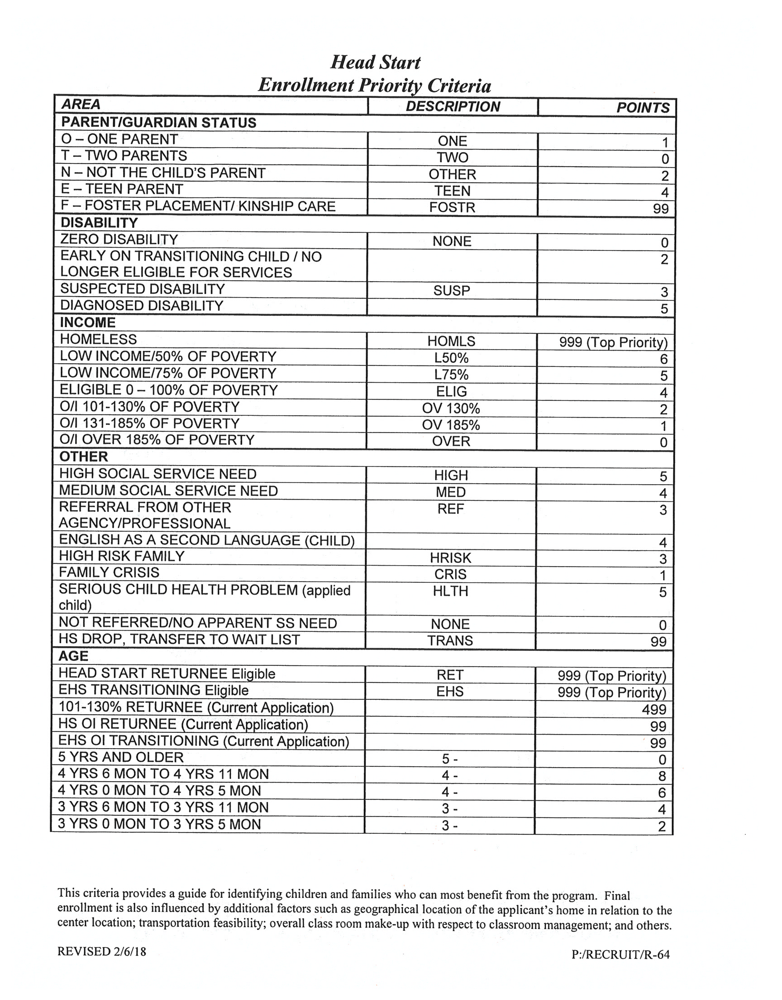 Head Start
Enrollment Priority Criteria
AREA DESCRIPTION POINTS
PARENT/GUARDIAN STATUS
O – ONE PARENT ONE 1
T – TWO PARENTS TWO 0
N – NOT THE CHILD'S PARENT OTHER 2
E – TEEN PARENT TEEN 4
F – FOSTER PLACEMENT/ KINSHIP CARE FOSTR 99
DISABILITY
ZERO DISABILITY NONE 0
EARLY ON TRANSITIONING CHILD / NO 2
LONGER ELIGIBLE FOR SERVICES
SUSPECTED DISABILITY SUSP 3
DIAGNOSED DISABILITY 5
INCOME
HOMELESS HOMLS 999 (Top Priority)
LOW INCOME/50% OF POVERTY L50% 6
LOW INCOME/75% OF POVERTY L75% 5
ELIGIBLE 0 – 100% OF POVERTY ELIG 4
O/I 101-130% OF POVERTY OV 130% 2
O/I 131-185% OF POVERTY OV 185% 1
O/I OVER 185% OF POVERTY OVER 0
OTHER
HIGH SOCIAL SERVICE NEED HIGH 5
MEDIUM SOCIAL SERVICE NEED MED 4
REFERRAL FROM OTHER REF 3
AGENCY/PROFESSIONAL
ENGLISH AS A SECOND LANGUAGE (CHILD) 4
HIGH RISK FAMILY HRISK 3
FAMILY CRISIS CRIS 1
SERIOUS CHILD HEALTH PROBLEM (applied HLTH 5
child)
NOT REFERRED/NO APPARENT SS NEED NONE 0
HS DROP, TRANSFER TO WAIT LIST TRANS 99
AGE
HEAD START RETURNEE Eligible RET 999 (Top Priority)
EHS TRANSITIONING Eligible EHS 999 (Top Priority)
101-130% RETURNEE (Current Application) 499
HS OI RETURNEE (Current Application) 99
EHS OI TRANSITIONING (Current Application) 99
5 YRS AND OLDER 5 - 0
4 YRS 6 MON TO 4 YRS 11 MON 4 - 8
4 YRS 0 MON TO 4 YRS 5 MON 4 - 6
3 YRS 6 MON TO 3 YRS 11 MON 3 - 4
3 YRS 0 MON TO 3 YRS 5 MON 3 - 2
This criteria provides a guide for identifying children and families who can most benefit from the program. Final
enrollment is also influenced by additional factors such as geographical location of the applicant's home in relation to the
center location; transportation feasibility; overall class room make-up with respect to classroom management; and others.
REVISED 2/6/18 P:/RECRUIT/R-64